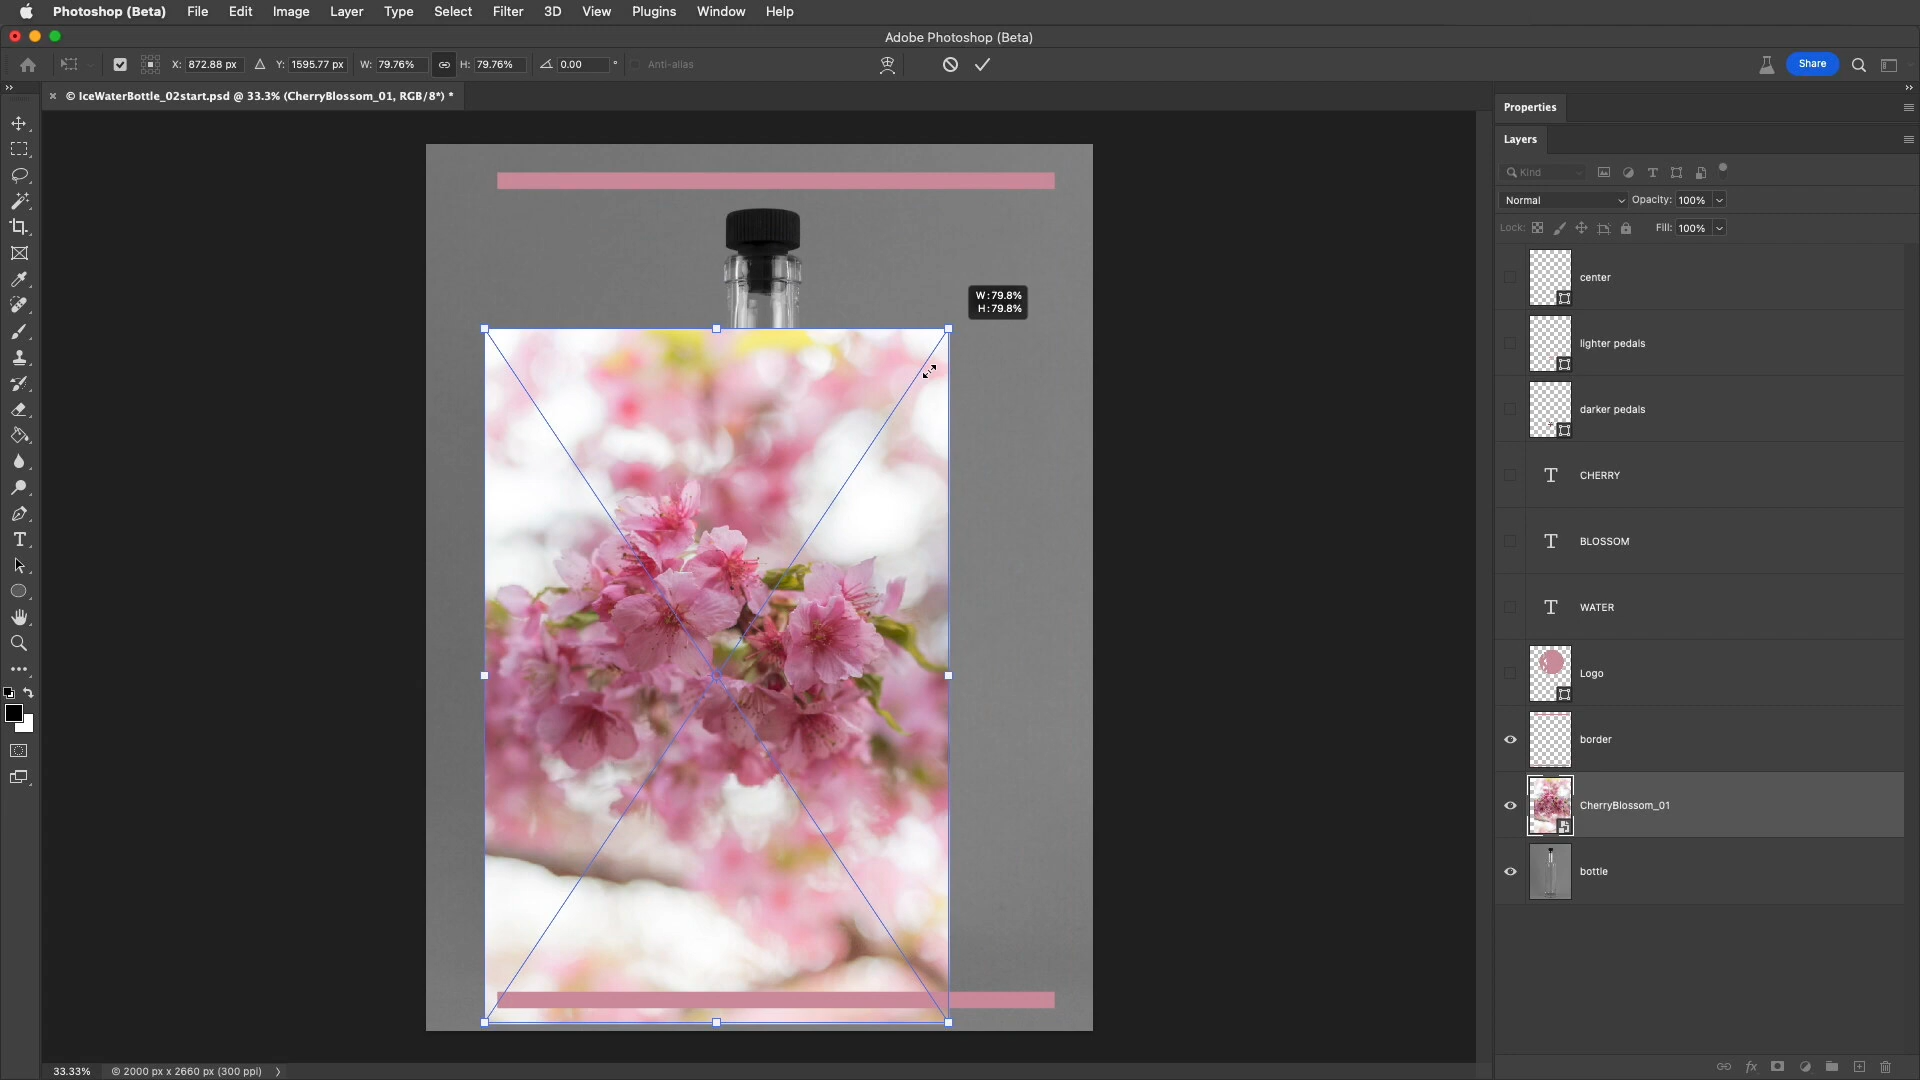 Photoshop (Beta) File Edit Image Layer Type Select Filter 3D View Plugins Window Help
Adobe Photoshop (Beta)
X: 872.88 px Y: 1595.77 px W: 79.76% H: 79.76% 0.00 ° Anti-alias Share
× © IceWaterBottle_02start.psd @ 33.3% (CherryBlossom_01, RGB/8*) *
Properties
Layers
Kind
Normal Opacity: 100%
Lock: Fill: 100%
center
W: 79.8%
H: 79.8%
lighter pedals
darker pedals
T CHERRY
T BLOSSOM
T WATER
Logo
border
CherryBlossom_01
bottle
33.33% © 2000 px x 2660 px (300 ppi)
fx